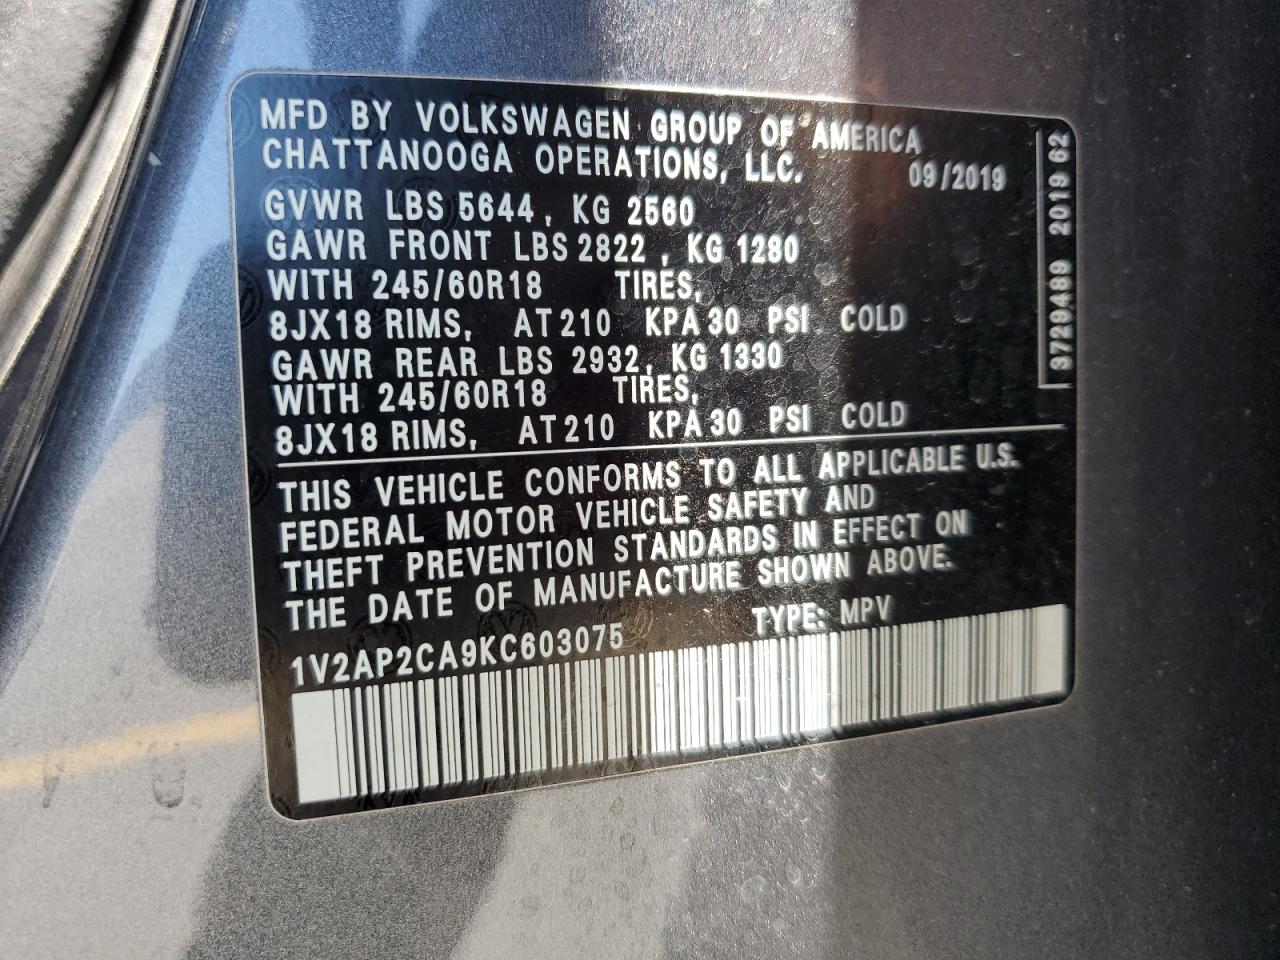 MFD BY VOLKSWAGEN GROUP OF AMERICA
CHATTANOOGA OPERATIONS, LLC. 09/2019
GVWR LBS 5644, KG 2560
GAWR FRONT LBS 2822, KG 1280
WITH 245/60R18 TIRES,
8JX18 RIMS, AT 210 KPA 30 PSI COLD
GAWR REAR LBS 2932, KG 1330
WITH 245/60R18 TIRES,
8JX18 RIMS, AT 210 KPA 30 PSI COLD
THIS VEHICLE CONFORMS TO ALL APPLICABLE U.S.
FEDERAL MOTOR VEHICLE SAFETY AND
THEFT PREVENTION STANDARDS IN EFFECT ON
THE DATE OF MANUFACTURE SHOWN ABOVE.
1V2AP2CA9KC603075 TYPE: MPV
3729489 2019 62